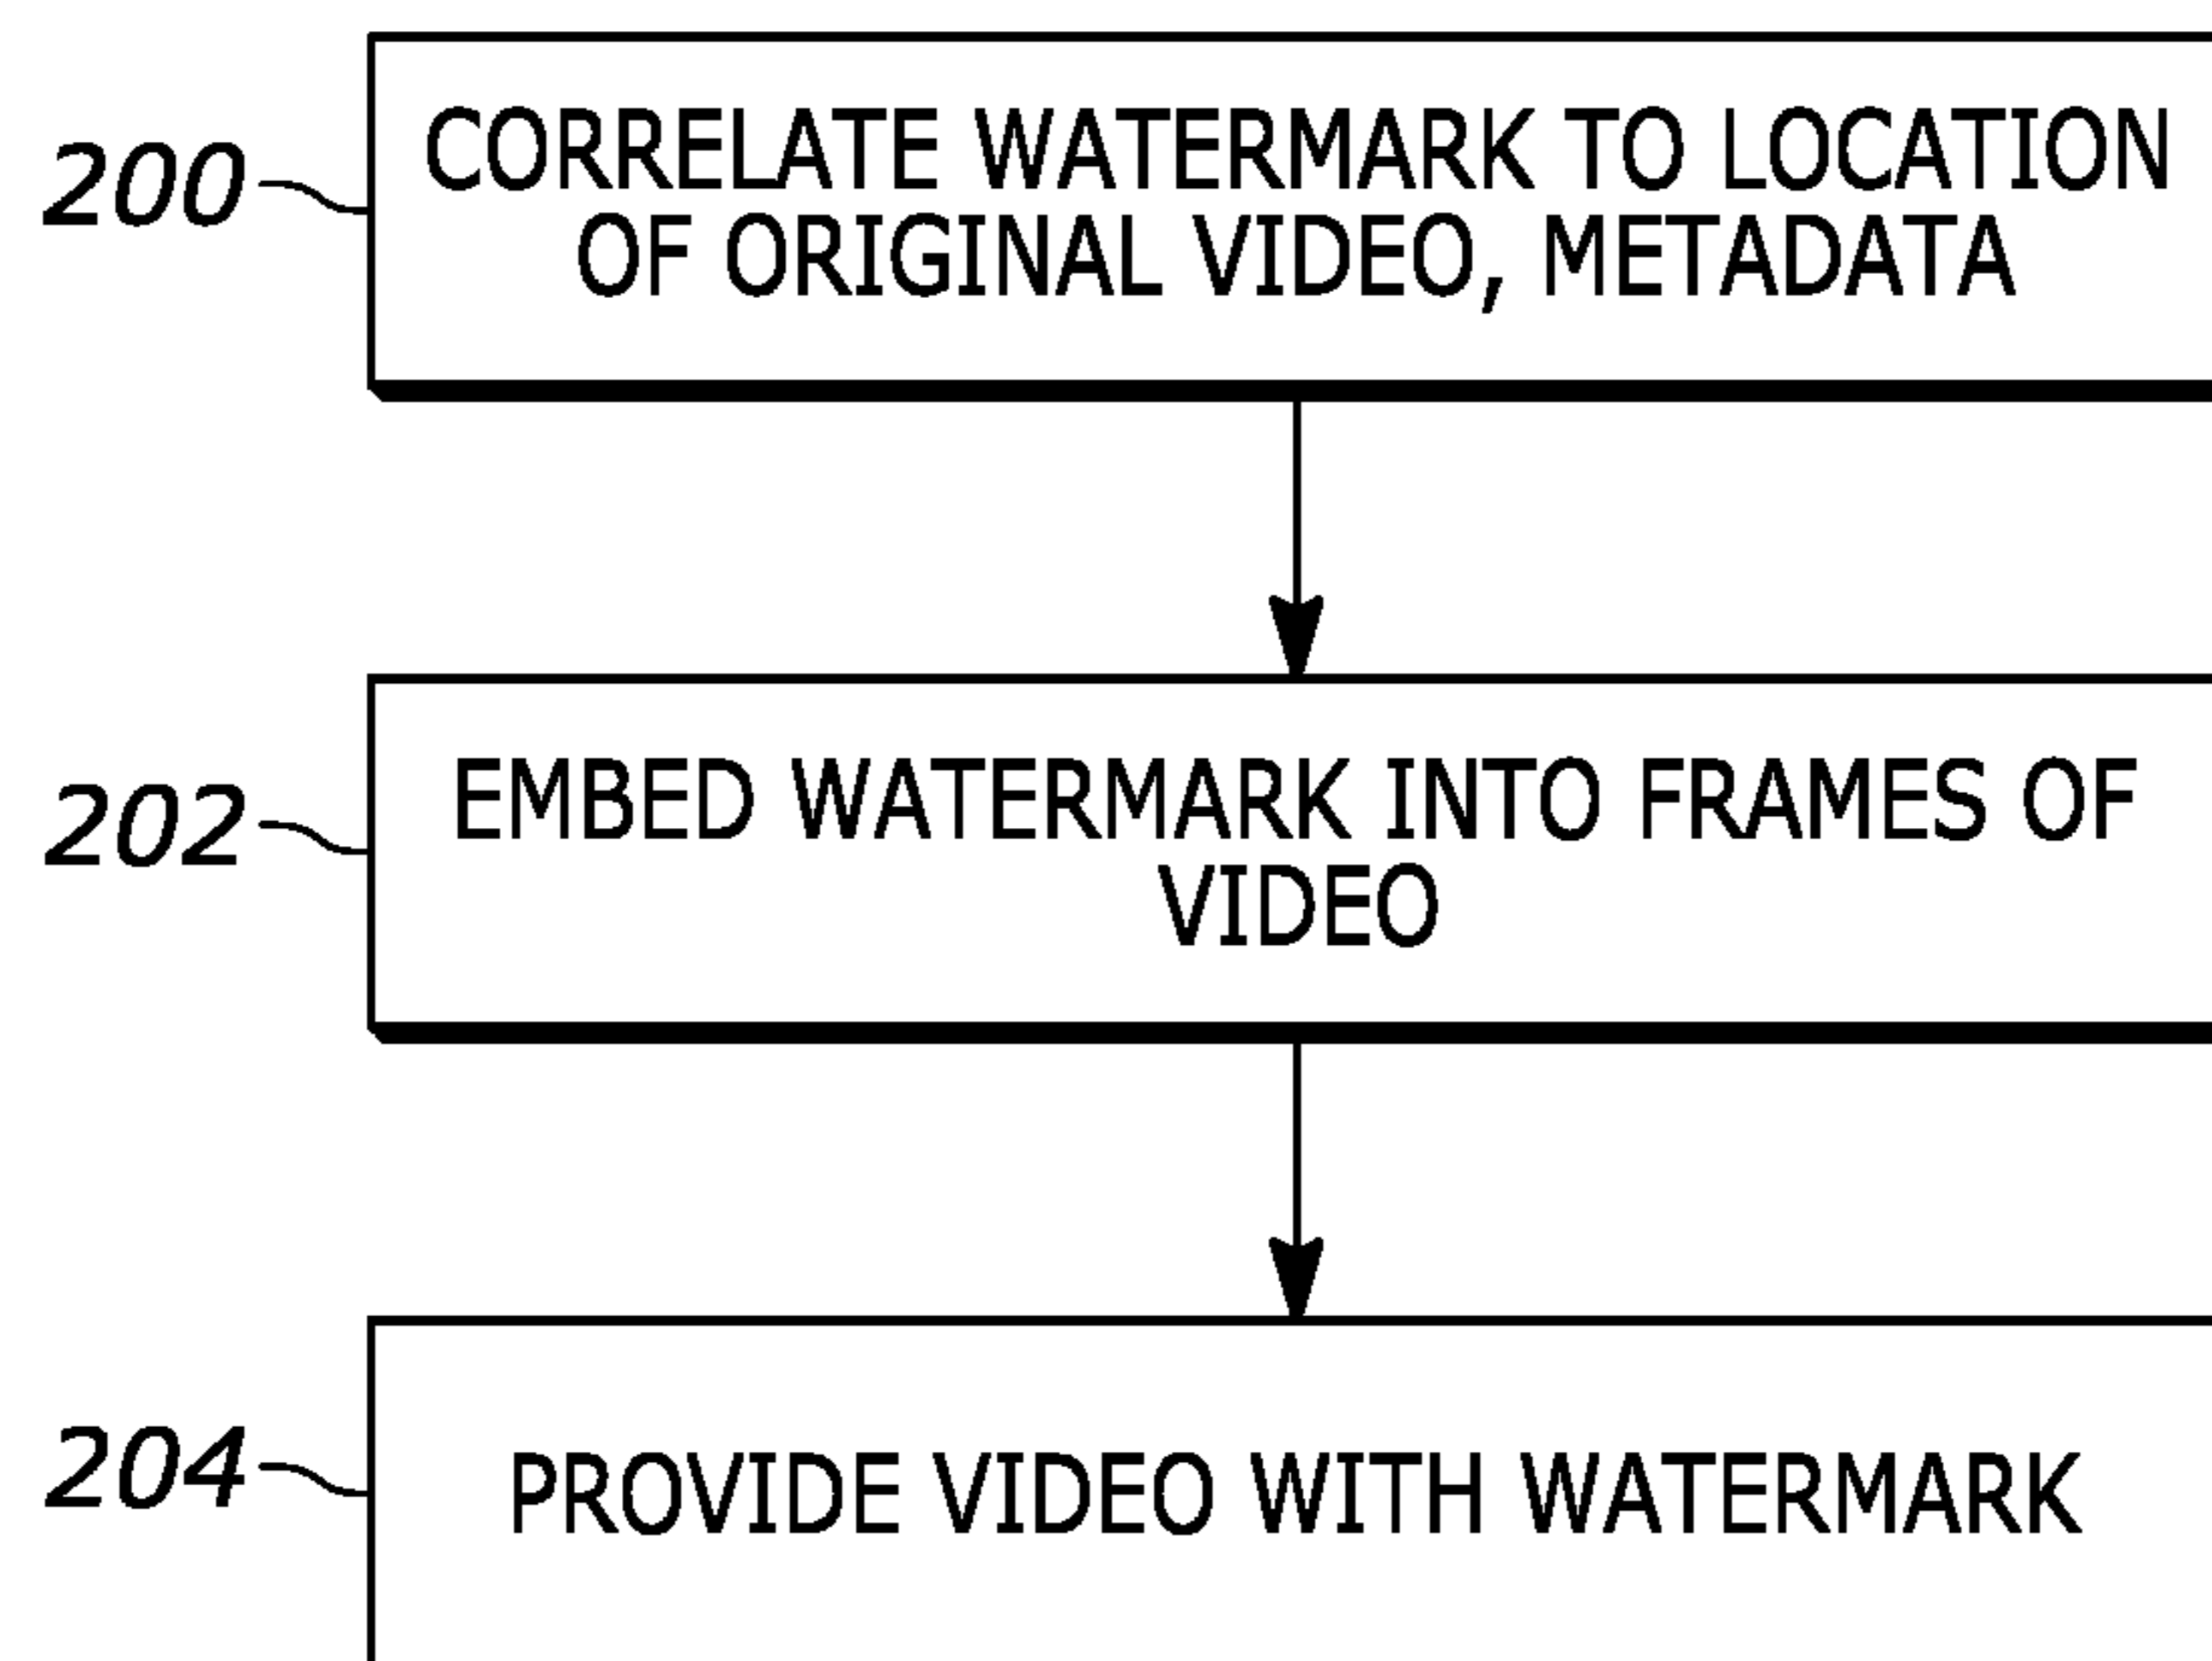 200
CORRELATE WATERMARK TO LOCATION
OF ORIGINAL VIDEO, METADATA
202
EMBED WATERMARK INTO FRAMES OF
VIDEO
204
PROVIDE VIDEO WITH WATERMARK